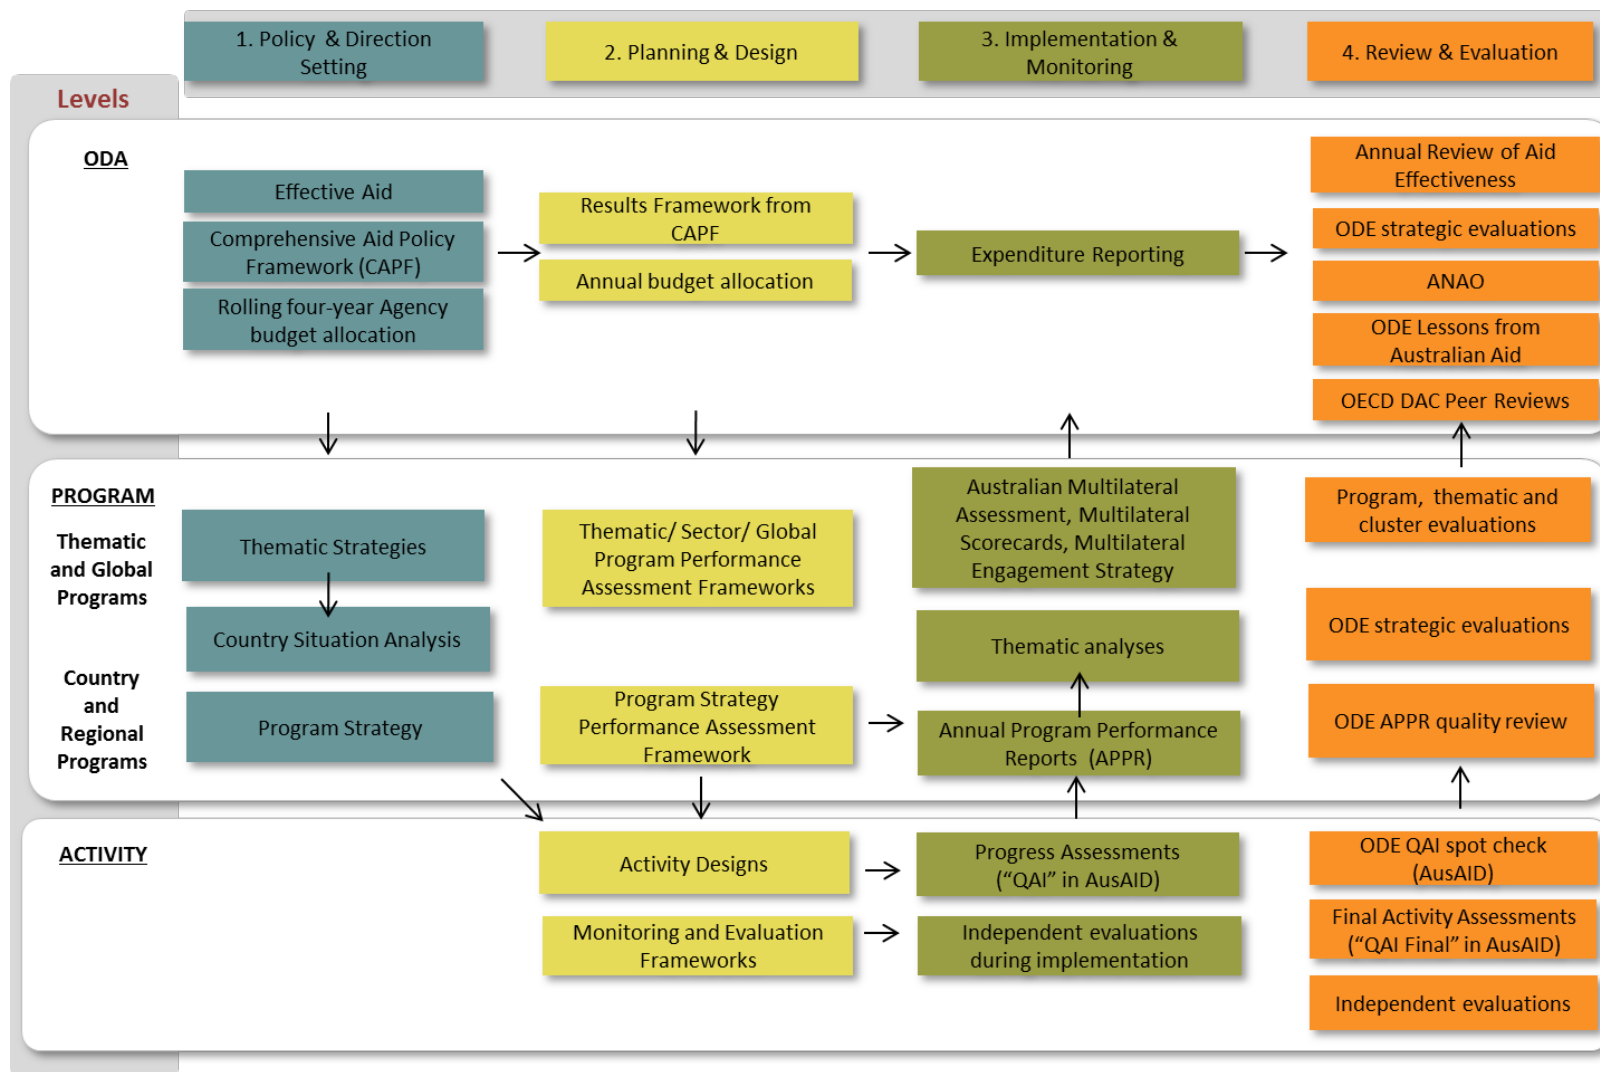 1. Policy & Direction
Setting
2. Planning & Design
3. Implementation &
Monitoring
4. Review & Evaluation
Levels
ODA
Effective Aid
Comprehensive Aid Policy
Framework (CAPF)
Rolling four-year Agency
budget allocation
Results Framework from
CAPF
Annual budget allocation
Expenditure Reporting
Annual Review of Aid
Effectiveness
ODE strategic evaluations
ANAO
ODE Lessons from
Australian Aid
OECD DAC Peer Reviews
PROGRAM
Thematic
and Global
Programs
Country
and
Regional
Programs
Thematic Strategies
Country Situation Analysis
Program Strategy
Thematic/ Sector/ Global
Program Performance
Assessment Frameworks
Program Strategy
Performance Assessment
Framework
Australian Multilateral
Assessment, Multilateral
Scorecards, Multilateral
Engagement Strategy
Thematic analyses
Annual Program Performance
Reports (APPR)
Program, thematic and
cluster evaluations
ODE strategic evaluations
ODE APPR quality review
ACTIVITY
Activity Designs
Monitoring and Evaluation
Frameworks
Progress Assessments
(“QAI” in AusAID)
Independent evaluations
during implementation
ODE QAI spot check
(AusAID)
Final Activity Assessments
(“QAI Final” in AusAID)
Independent evaluations